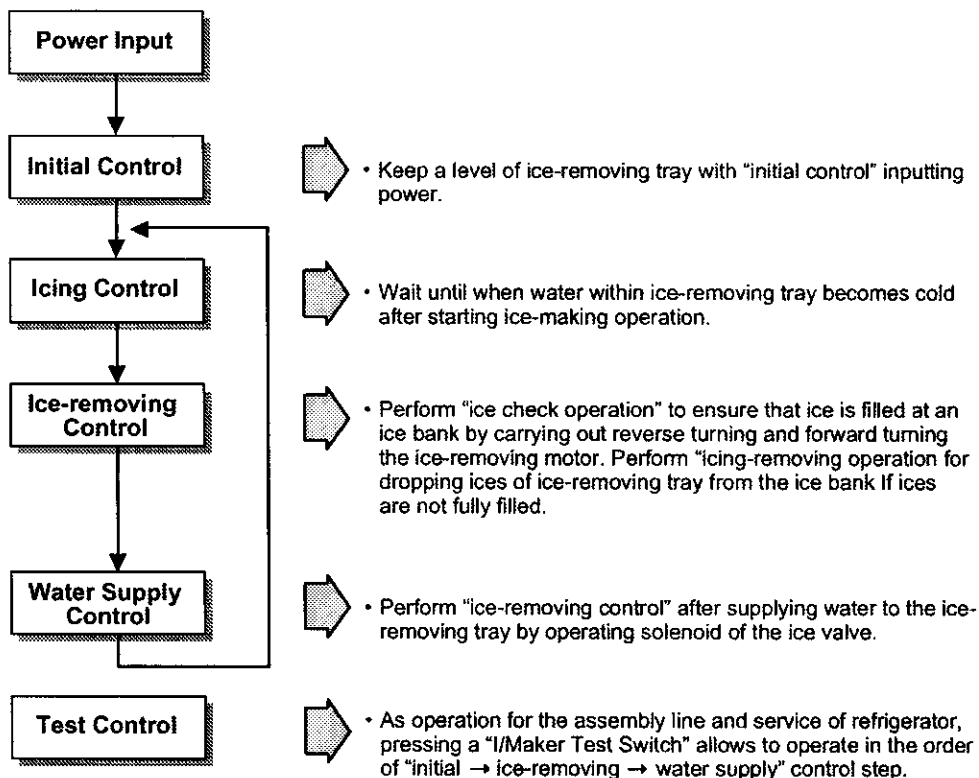 Power Input
Initial Control
• Keep a level of ice-removing tray with “initial control” inputting
power.
Icing Control
• Wait until when water within ice-removing tray becomes cold
after starting ice-making operation.
Ice-removing
Control
• Perform “ice check operation” to ensure that ice is filled at an
ice bank by carrying out reverse turning and forward turning
the ice-removing motor. Perform “icing-removing operation for
dropping ices of ice-removing tray from the ice bank If ices
are not fully filled.
Water Supply
Control
• Perform “ice-removing control” after supplying water to the ice-
removing tray by operating solenoid of the ice valve.
Test Control
• As operation for the assembly line and service of refrigerator,
pressing a “I/Maker Test Switch” allows to operate in the order
of “initial → ice-removing → water supply” control step.